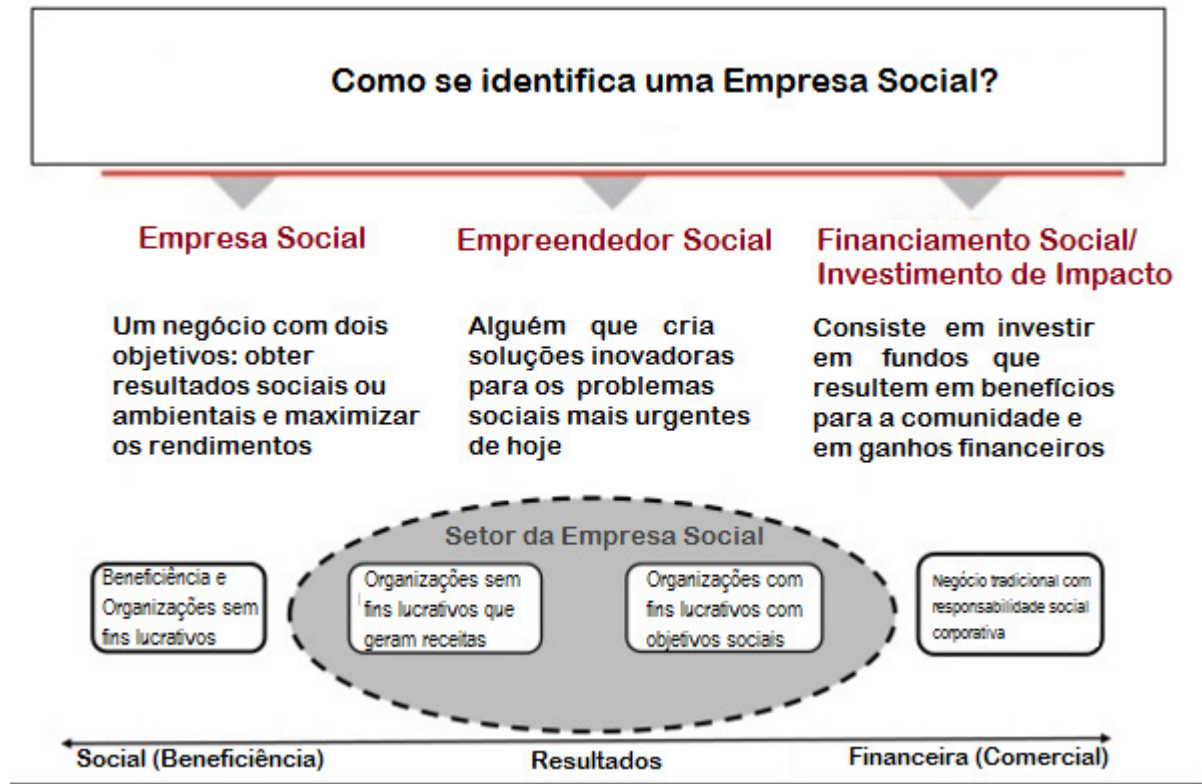 Como se identifica uma Empresa Social?
Empresa Social
Um negócio com dois
objetivos: obter
resultados sociais ou
ambientais e maximizar
os rendimentos
Empreendedor Social
Alguém que cria
soluções inovadoras
para os problemas
sociais mais urgentes
de hoje
Financiamento Social/
Investimento de Impacto
Consiste em investir
em fundos que
resultem em benefícios
para a comunidade e
em ganhos financeiros
Setor da Empresa Social
Beneficiência e
Organizações sem
fins lucrativos
Organizações sem
fins lucrativos que
geram receitas
Organizações com
fins lucrativos com
objetivos sociais
Negócio tradicional com
responsabilidade social
corporativa
Social (Beneficiência)
Resultados
Financeira (Comercial)